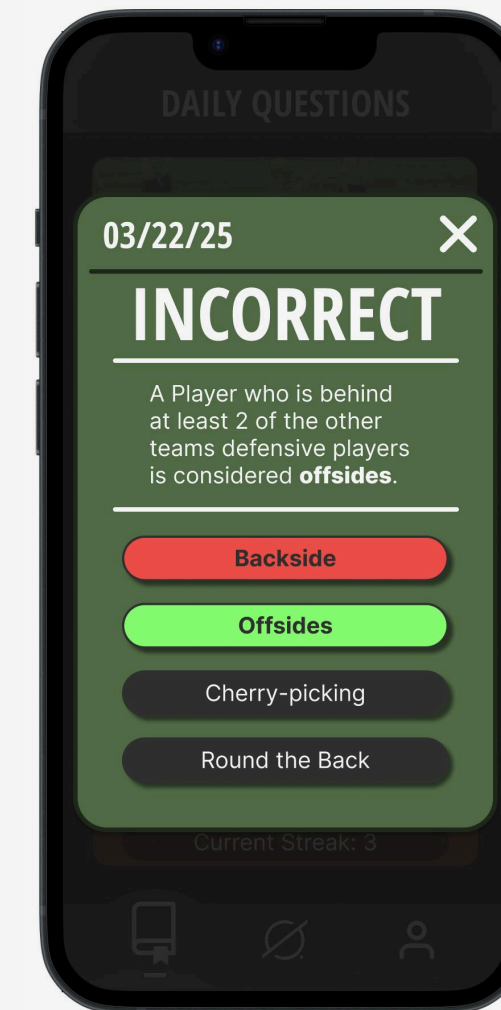 DAILY QUESTIONS
03/22/25
INCORRECT
A Player who is behind
at least 2 of the other
teams defensive players
is considered offsides.
Backside
Offsides
Cherry-picking
Round the Back
Current Streak: 3